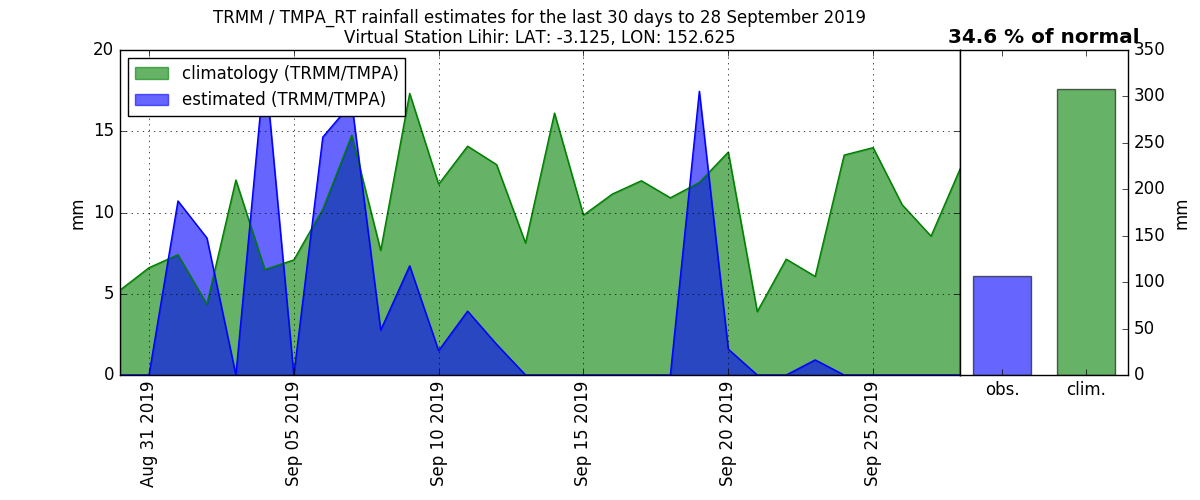 TRMM / TMPA_RT rainfall estimates for the last 30 days to 28 September 2019
Virtual Station Lihir: LAT: -3.125, LON: 152.625
34.6 % of normal
climatology (TRMM/TMPA)
estimated (TRMM/TMPA)
20
15
10
5
0
mm
Aug 31 2019
Sep 05 2019
Sep 10 2019
Sep 15 2019
Sep 20 2019
Sep 25 2019
350
300
250
200
150
100
50
0
mm
obs.
clim.